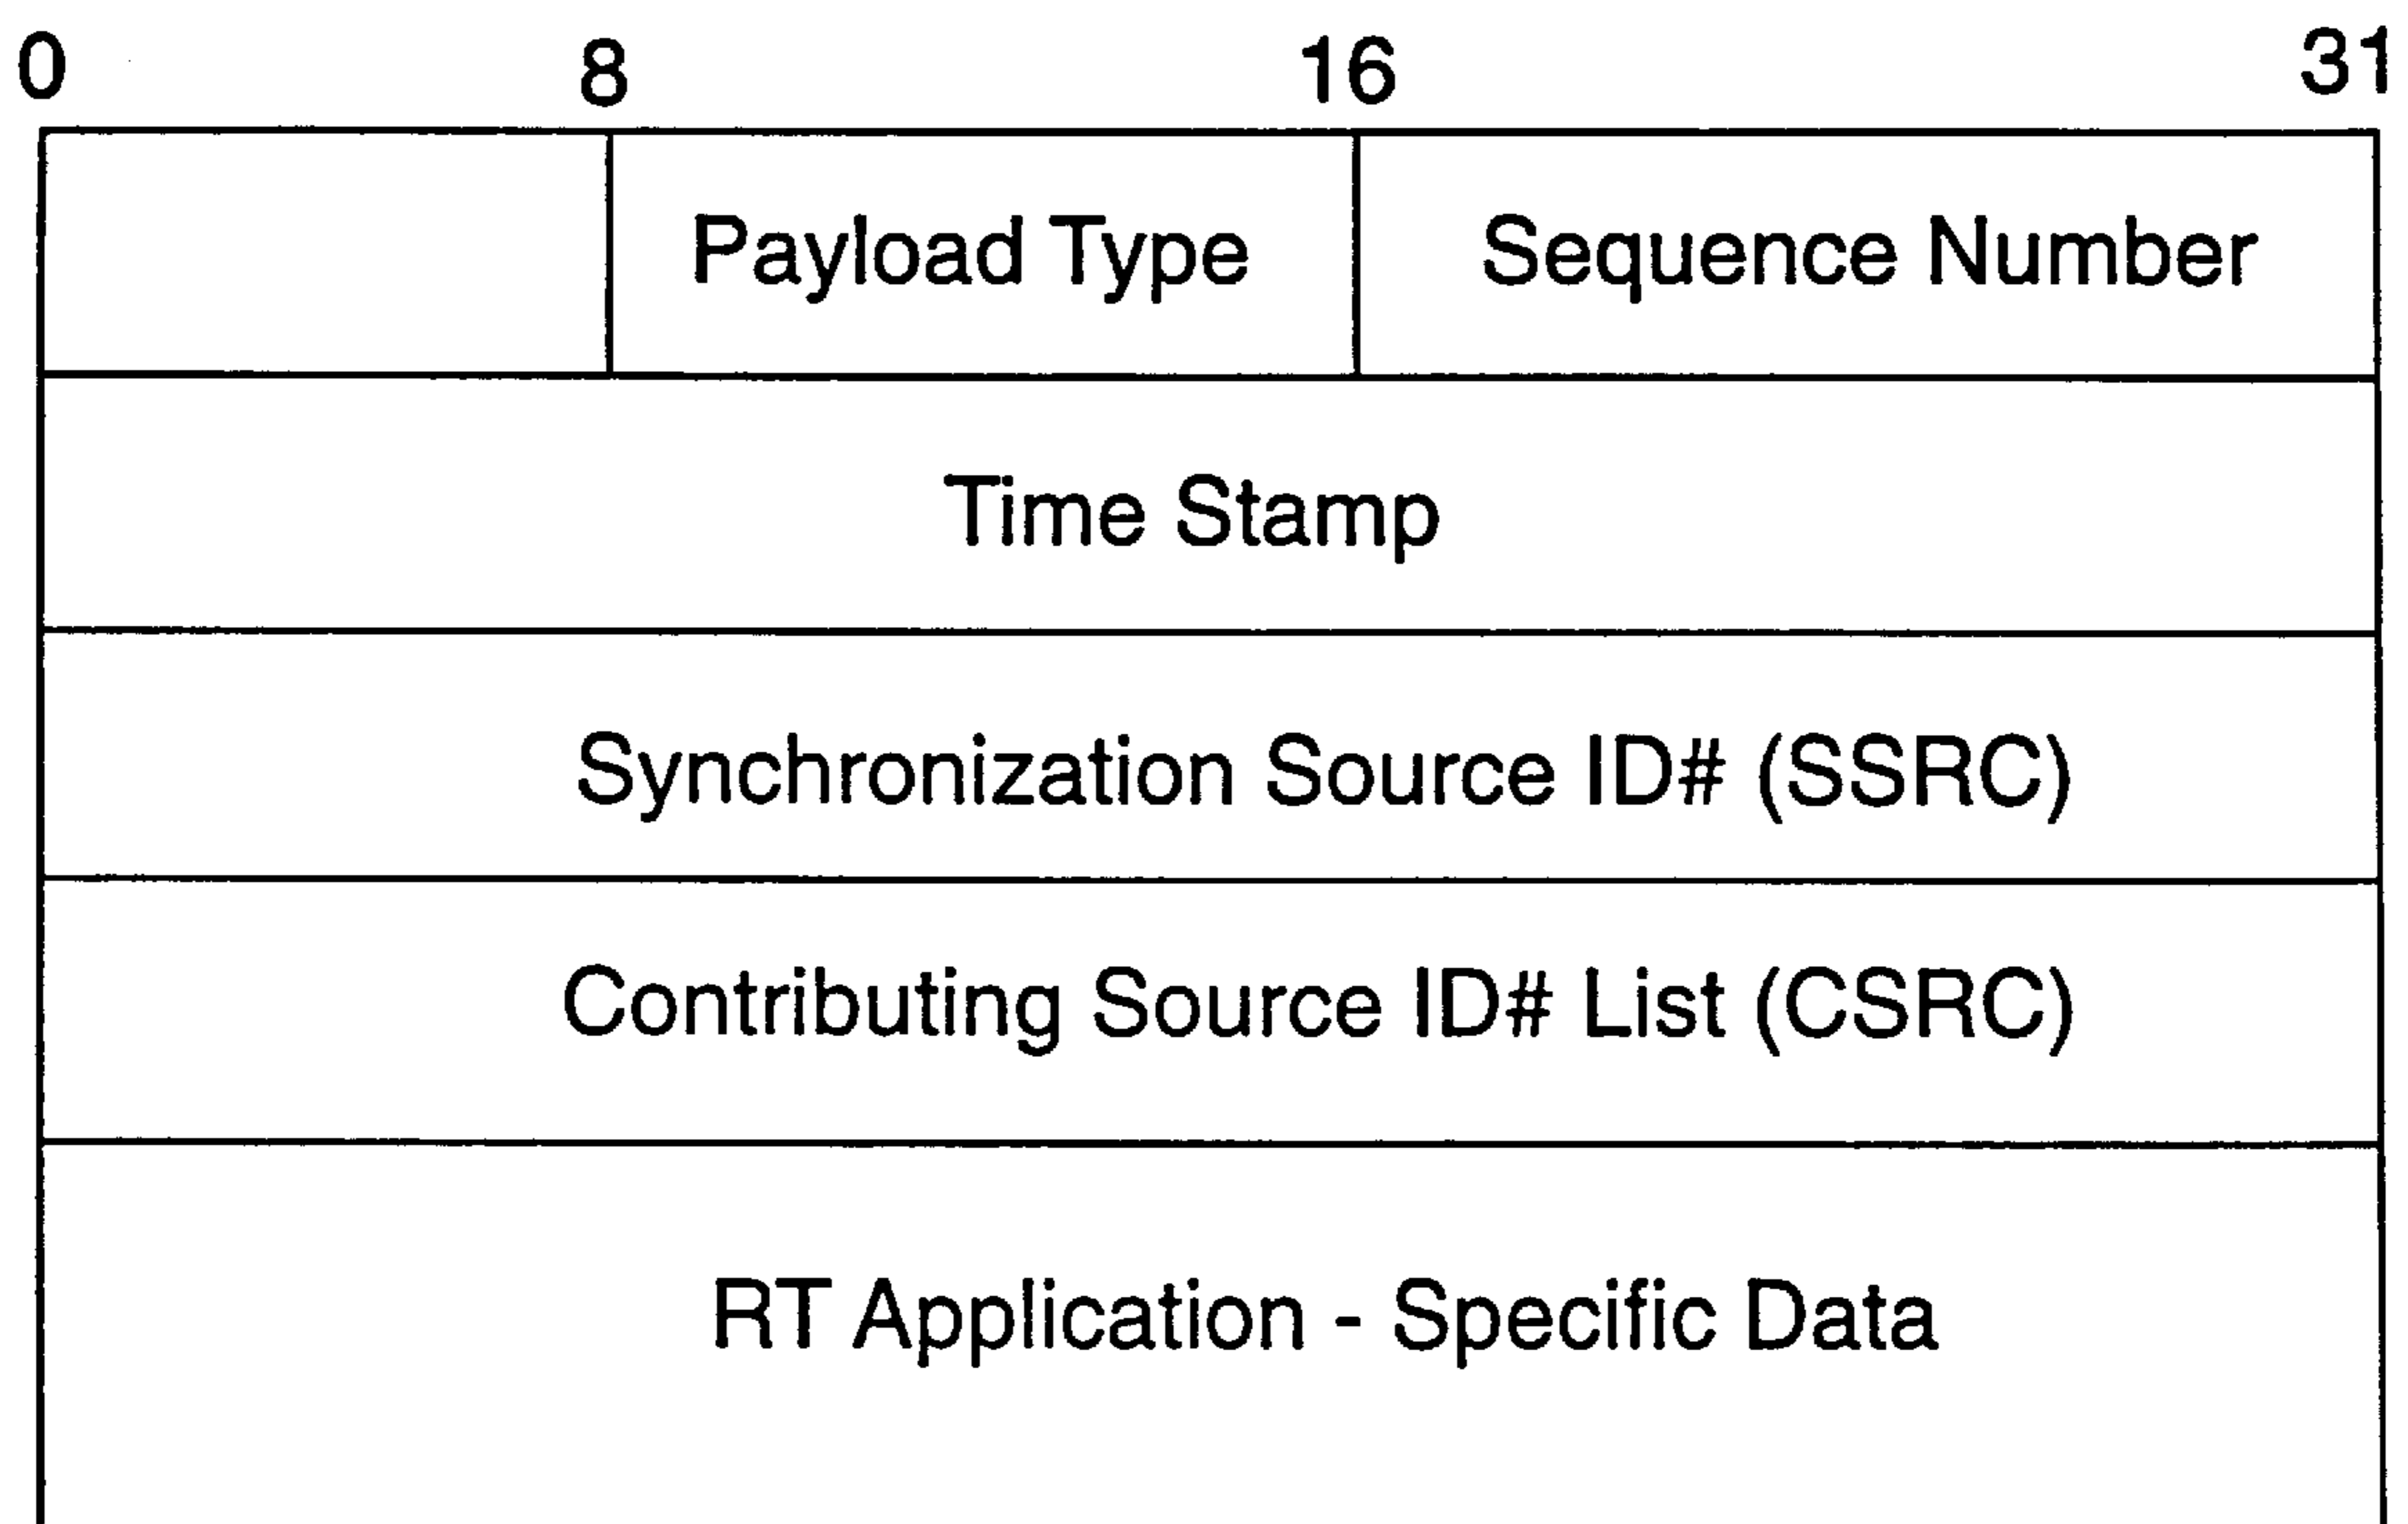 0 8 16 31
Payload Type Sequence Number
Time Stamp
Synchronization Source ID# (SSRC)
Contributing Source ID# List (CSRC)
RT Application - Specific Data